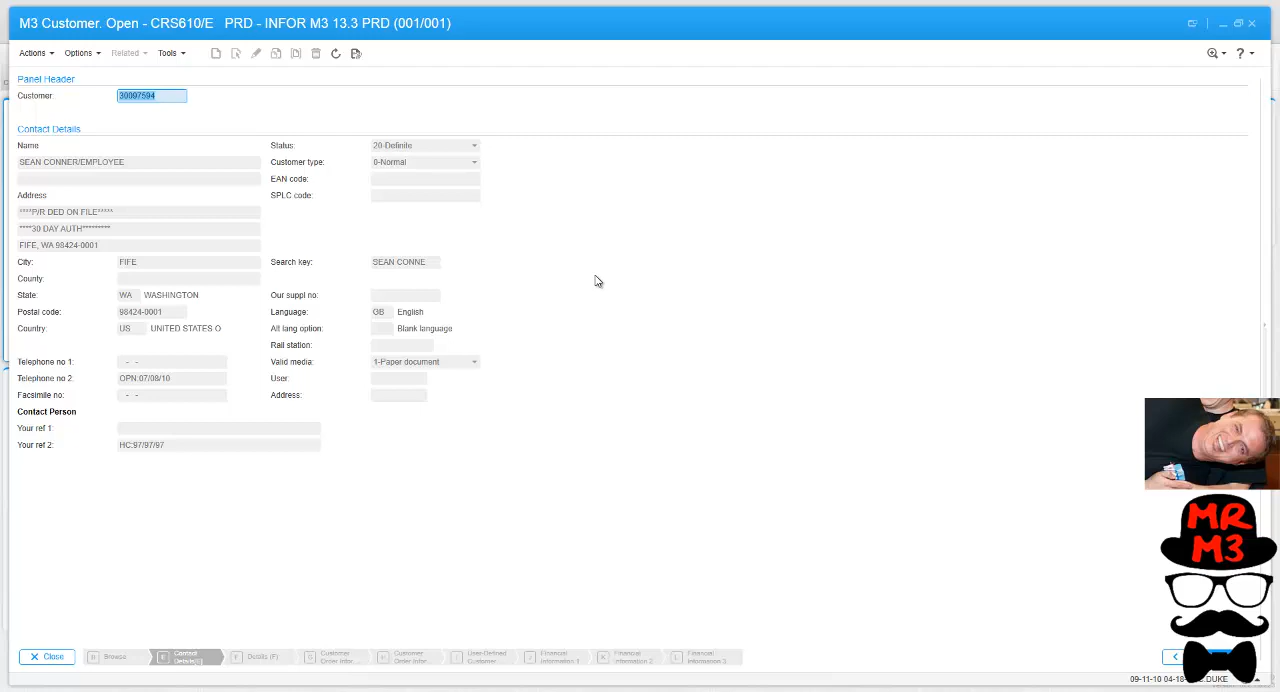 M3 Customer. Open - CRS610/E PRD - INFOR M3 13.3 PRD (001/001)
Actions Options Related Tools ?
Panel Header
Customer: 30097594
Contact Details
Name Status: 20-Definite
SEAN CONNER/EMPLOYEE Customer type: 0-Normal
EAN code:
Address SPLC code:
****P/R DED ON FILE*****
****30 DAY AUTH*********
FIFE, WA 98424-0001
City: FIFE Search key: SEAN CONNE
County:
State: WA WASHINGTON Our suppl no:
Postal code: 98424-0001 Language: GB English
Country: US UNITED STATES O Alt lang option: Blank language
Rail station:
Telephone no 1: - - Valid media: 1-Paper document
Telephone no 2: OPN:07/08/10 User:
Facsimile no: - - Address:
Contact Person
Your ref 1:
Your ref 2: HC:97/97/97
MR
M3
Close B Browse E Contact Details[E] F Details (F) Customer Order Infor... Customer Order Infor... User-Defined Customer... Financial Information 1 K Financial Information 2 L Financial Information 3
09-11-10 04-18- DUKE